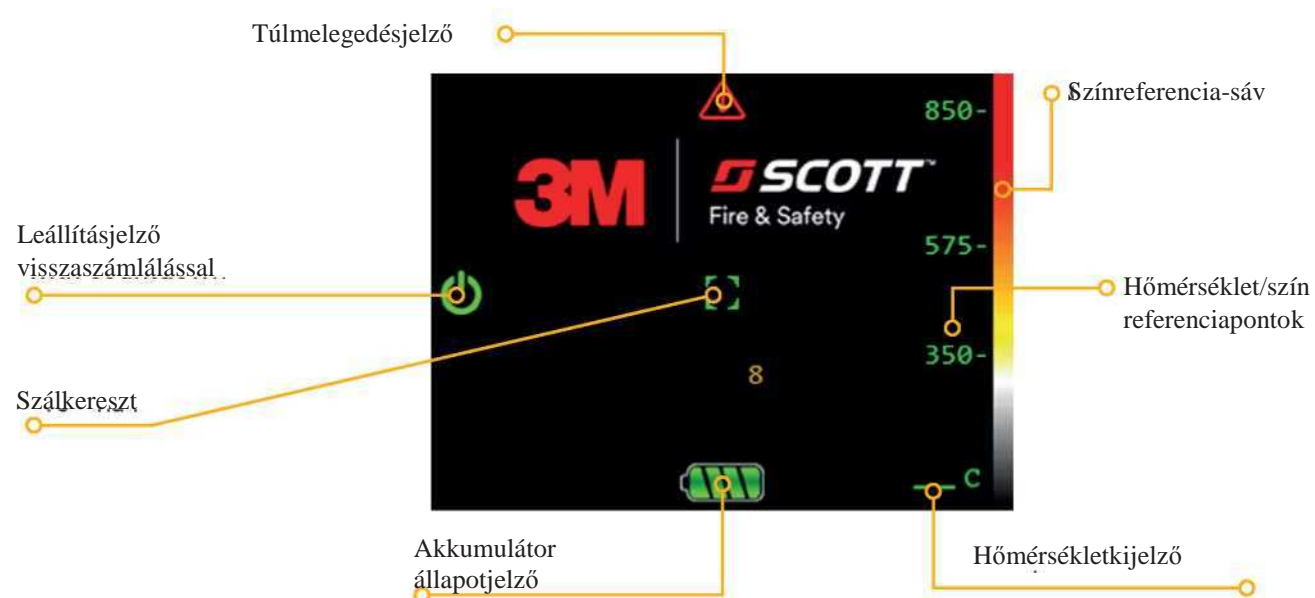 Túlmelegedésjelző
Színreferencia-sáv
850-
3M
SCOTT™
Fire & Safety
575-
Leállításjelző
visszaszámlálással
Hőmérséklet/szín
referenciapontok
350-
8
Szálkereszt
C
Akkumulátor
állapotjelző
Hőmérsékletkijelző